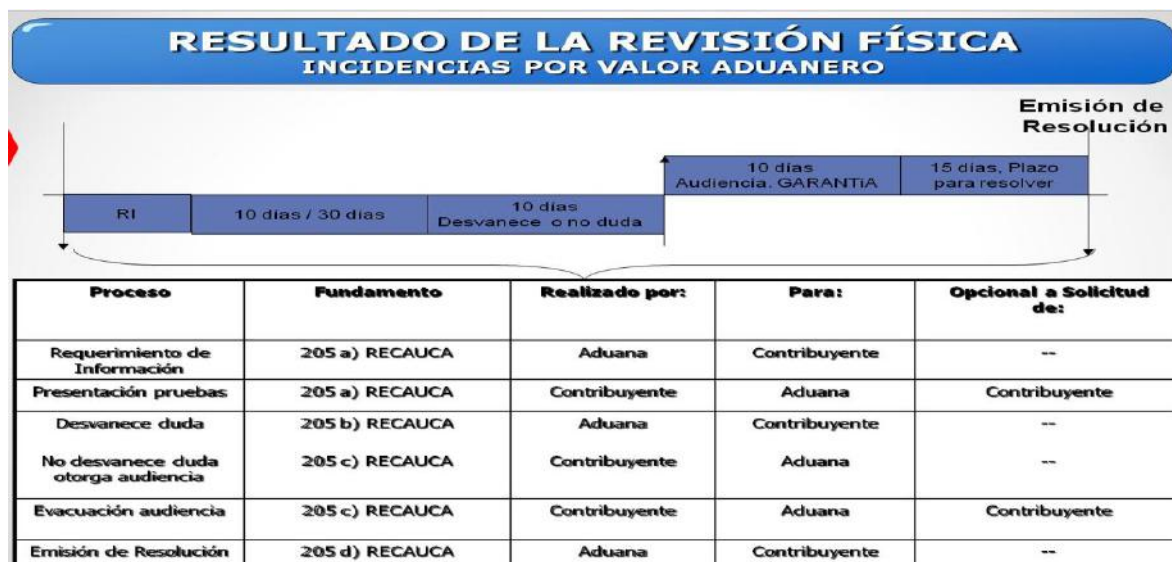 RESULTADO DE LA REVISIÓN FÍSICA
INCIDENCIAS POR VALOR ADUANERO
Emisión de
Resolución
10 días
Audiencia. GARANTíA
15 días, Plazo
para resolver
RI
10 días / 30 días
10 días
Desvanece o no duda
Proceso Fundamento Realizado por: Para: Opcional a Solicitud
de:
Requerimiento de
Información
205 a) RECAUCA Aduana Contribuyente --
Presentación pruebas 205 a) RECAUCA Contribuyente Aduana Contribuyente
Desvanece duda 205 b) RECAUCA Aduana Contribuyente --
No desvanece duda
otorga audiencia
205 c) RECAUCA Contribuyente Aduana --
Evacuación audiencia 205 c) RECAUCA Contribuyente Aduana Contribuyente
Emisión de Resolución 205 d) RECAUCA Aduana Contribuyente --